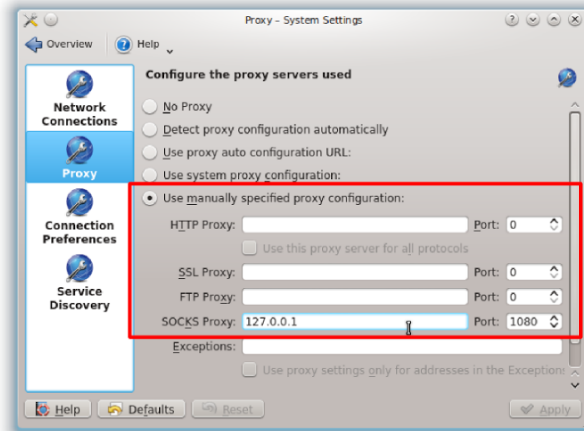 Proxy – System Settings
Overview
Help
Configure the proxy servers used
Network Connections
Proxy
Connection Preferences
Service Discovery
No Proxy
Detect proxy configuration automatically
Use proxy auto configuration URL:
Use system proxy configuration:
Use manually specified proxy configuration:
HTTP Proxy: Port: 0
Use this proxy server for all protocols
SSL Proxy: Port: 0
FTP Proxy: Port: 0
SOCKS Proxy: 127.0.0.1 Port: 1080
Exceptions:
Use proxy settings only for addresses in the Exception
Help Defaults Reset Apply